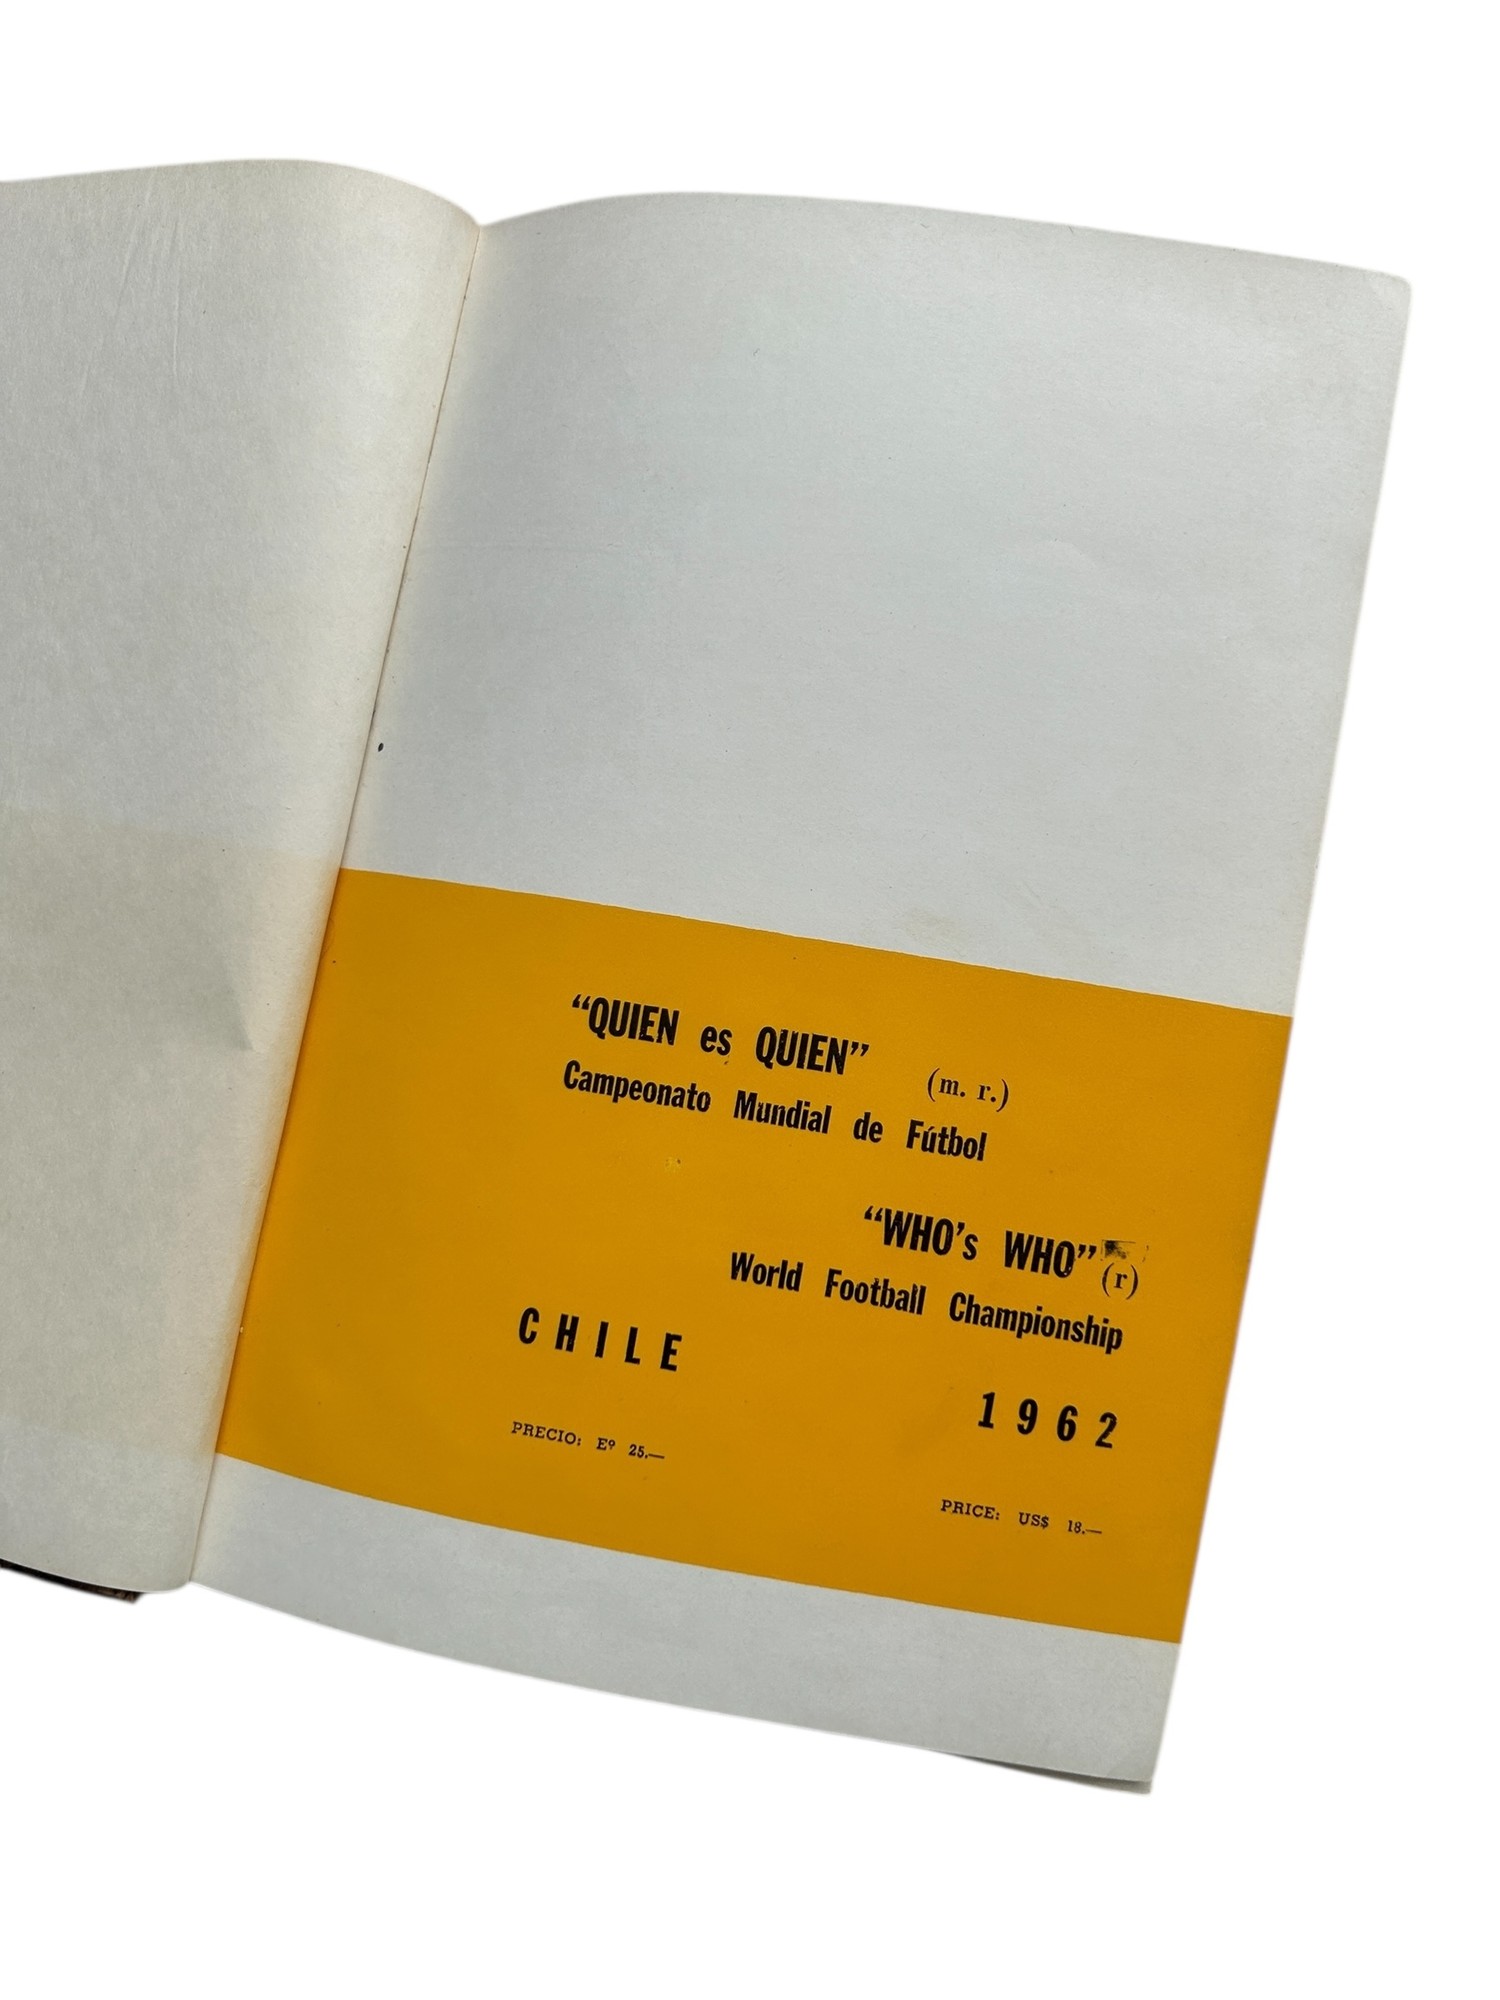 “QUIEN es QUIEN” (m. r.)
Campeonato Mundial de Fútbol
“WHO’s WHO” (r)
World Football Championship
CHILE
1962
PRECIO: Eº 25.—
PRICE: US$ 18.—